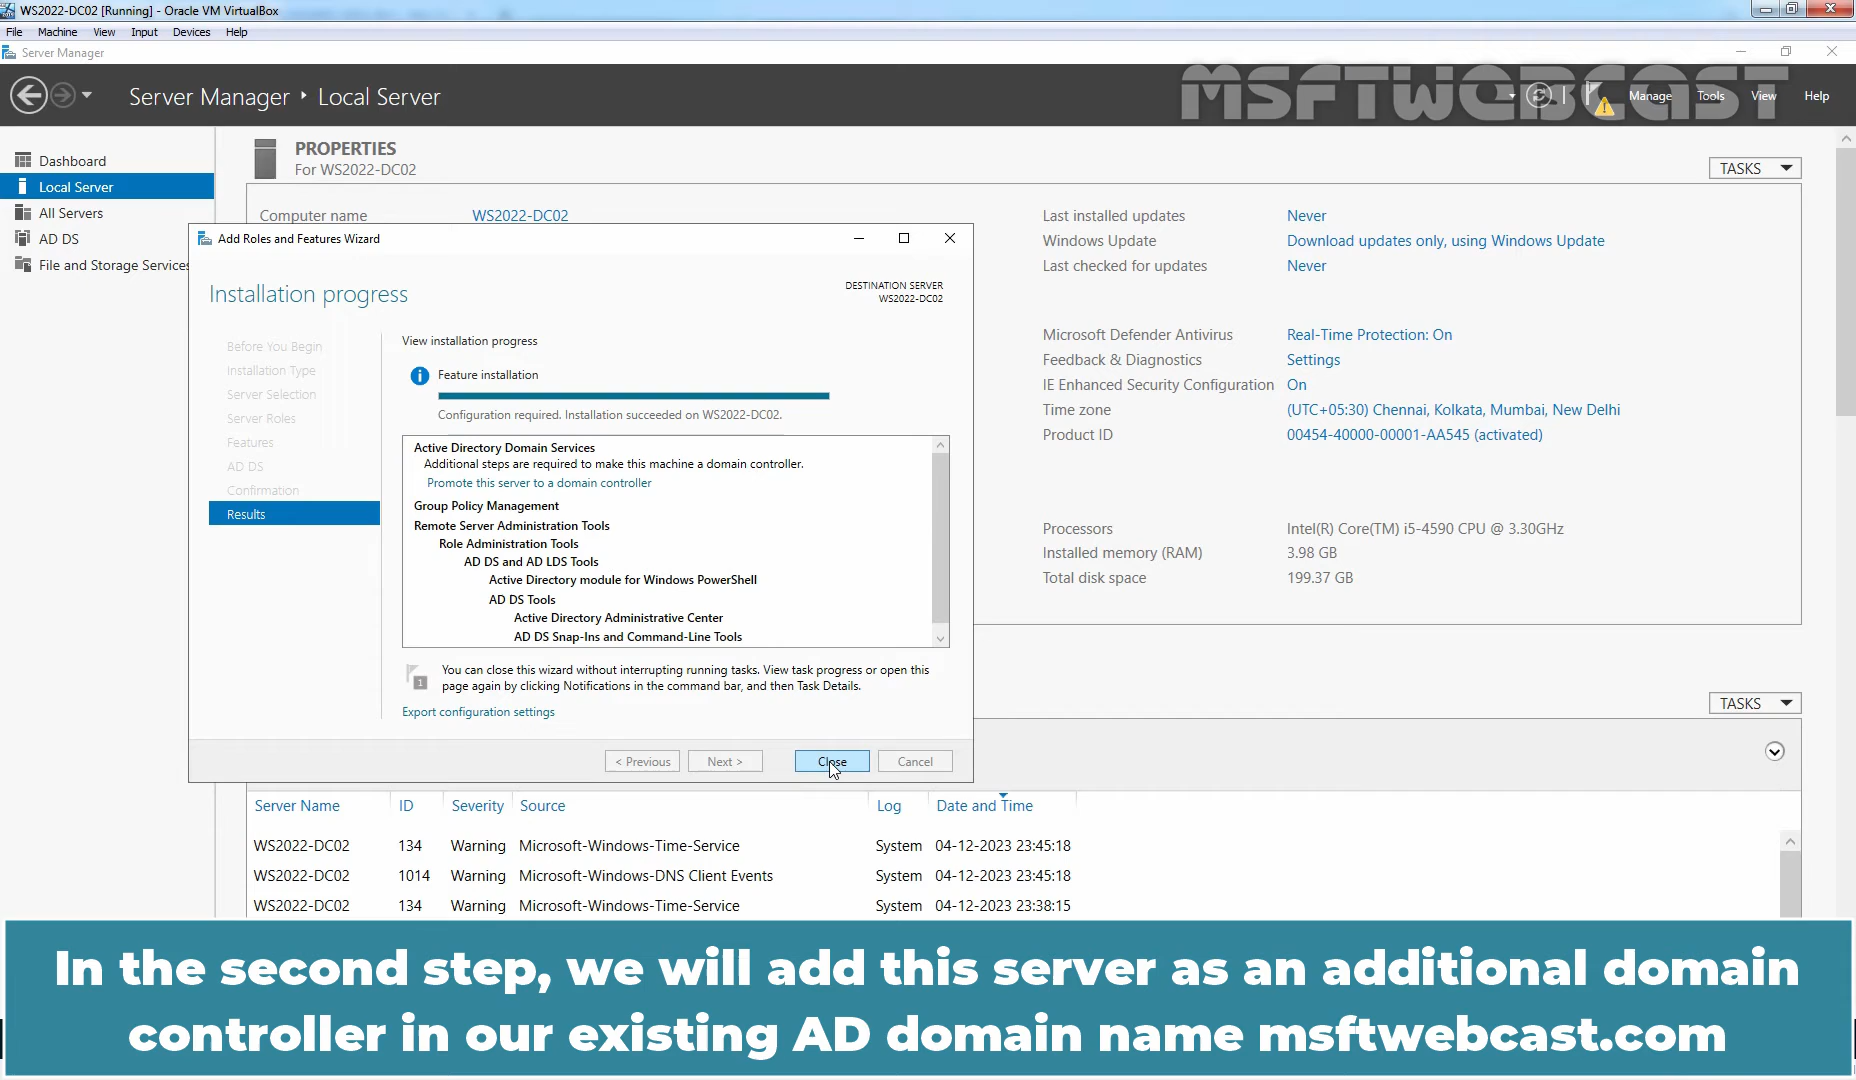 WS2022-DC02 [Running] - Oracle VM VirtualBox
File Machine View Input Devices Help
Server Manager
Server Manager ‣ Local Server
MSFTWEBCAST
Manage Tools View Help
Dashboard
Local Server
All Servers
AD DS
File and Storage Services
PROPERTIES
For WS2022-DC02
TASKS
Computer name WS2022-DC02
Last installed updates Never
Windows Update Download updates only, using Windows Update
Last checked for updates Never
Microsoft Defender Antivirus Real-Time Protection: On
Feedback & Diagnostics Settings
IE Enhanced Security Configuration On
Time zone (UTC+05:30) Chennai, Kolkata, Mumbai, New Delhi
Product ID 00454-40000-00001-AA545 (activated)
Processors Intel(R) Core(TM) i5-4590 CPU @ 3.30GHz
Installed memory (RAM) 3.98 GB
Total disk space 199.37 GB
Add Roles and Features Wizard
Installation progress
DESTINATION SERVER
WS2022-DC02
Before You Begin
Installation Type
Server Selection
Server Roles
Features
AD DS
Confirmation
Results
View installation progress
Feature installation
Configuration required. Installation succeeded on WS2022-DC02.
Active Directory Domain Services
Additional steps are required to make this machine a domain controller.
Promote this server to a domain controller
Group Policy Management
Remote Server Administration Tools
Role Administration Tools
AD DS and AD LDS Tools
Active Directory module for Windows PowerShell
AD DS Tools
Active Directory Administrative Center
AD DS Snap-Ins and Command-Line Tools
1
You can close this wizard without interrupting running tasks. View task progress or open this
page again by clicking Notifications in the command bar, and then Task Details.
Export configuration settings
< Previous Next > Close Cancel
TASKS
Server Name ID Severity Source Log Date and Time
WS2022-DC02 134 Warning Microsoft-Windows-Time-Service System 04-12-2023 23:45:18
WS2022-DC02 1014 Warning Microsoft-Windows-DNS Client Events System 04-12-2023 23:45:18
WS2022-DC02 134 Warning Microsoft-Windows-Time-Service System 04-12-2023 23:38:15
In the second step, we will add this server as an additional domain
controller in our existing AD domain name msftwebcast.com